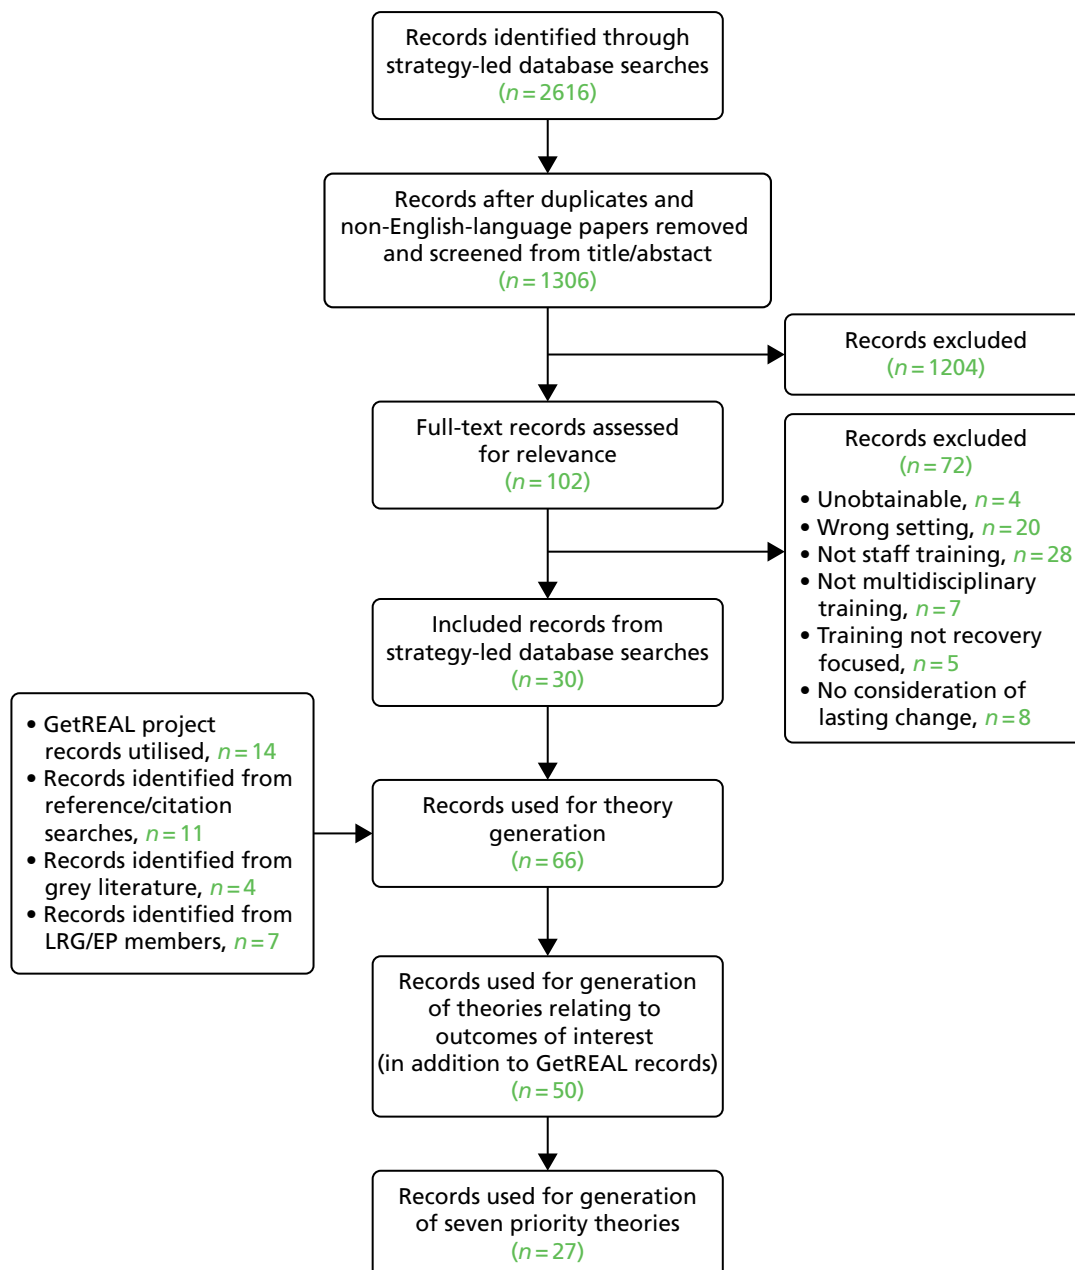 Records identified through
strategy-led database searches
(n = 2616)
Records after duplicates and
non-English-language papers removed
and screened from title/abstact
(n = 1306)
Records excluded
(n = 1204)
Full-text records assessed
for relevance
(n = 102)
Records excluded
(n = 72)
• Unobtainable, n = 4
• Wrong setting, n = 20
• Not staff training, n = 28
• Not multidisciplinary
training, n = 7
• Training not recovery
focused, n = 5
• No consideration of
lasting change, n = 8
Included records from
strategy-led database searches
(n = 30)
• GetREAL project
records utilised, n = 14
• Records identified from
reference/citation
searches, n = 11
• Records identified from
grey literature, n = 4
• Records identified from
LRG/EP members, n = 7
Records used for theory
generation
(n = 66)
Records used for generation
of theories relating to
outcomes of interest
(in addition to GetREAL records)
(n = 50)
Records used for generation
of seven priority theories
(n = 27)